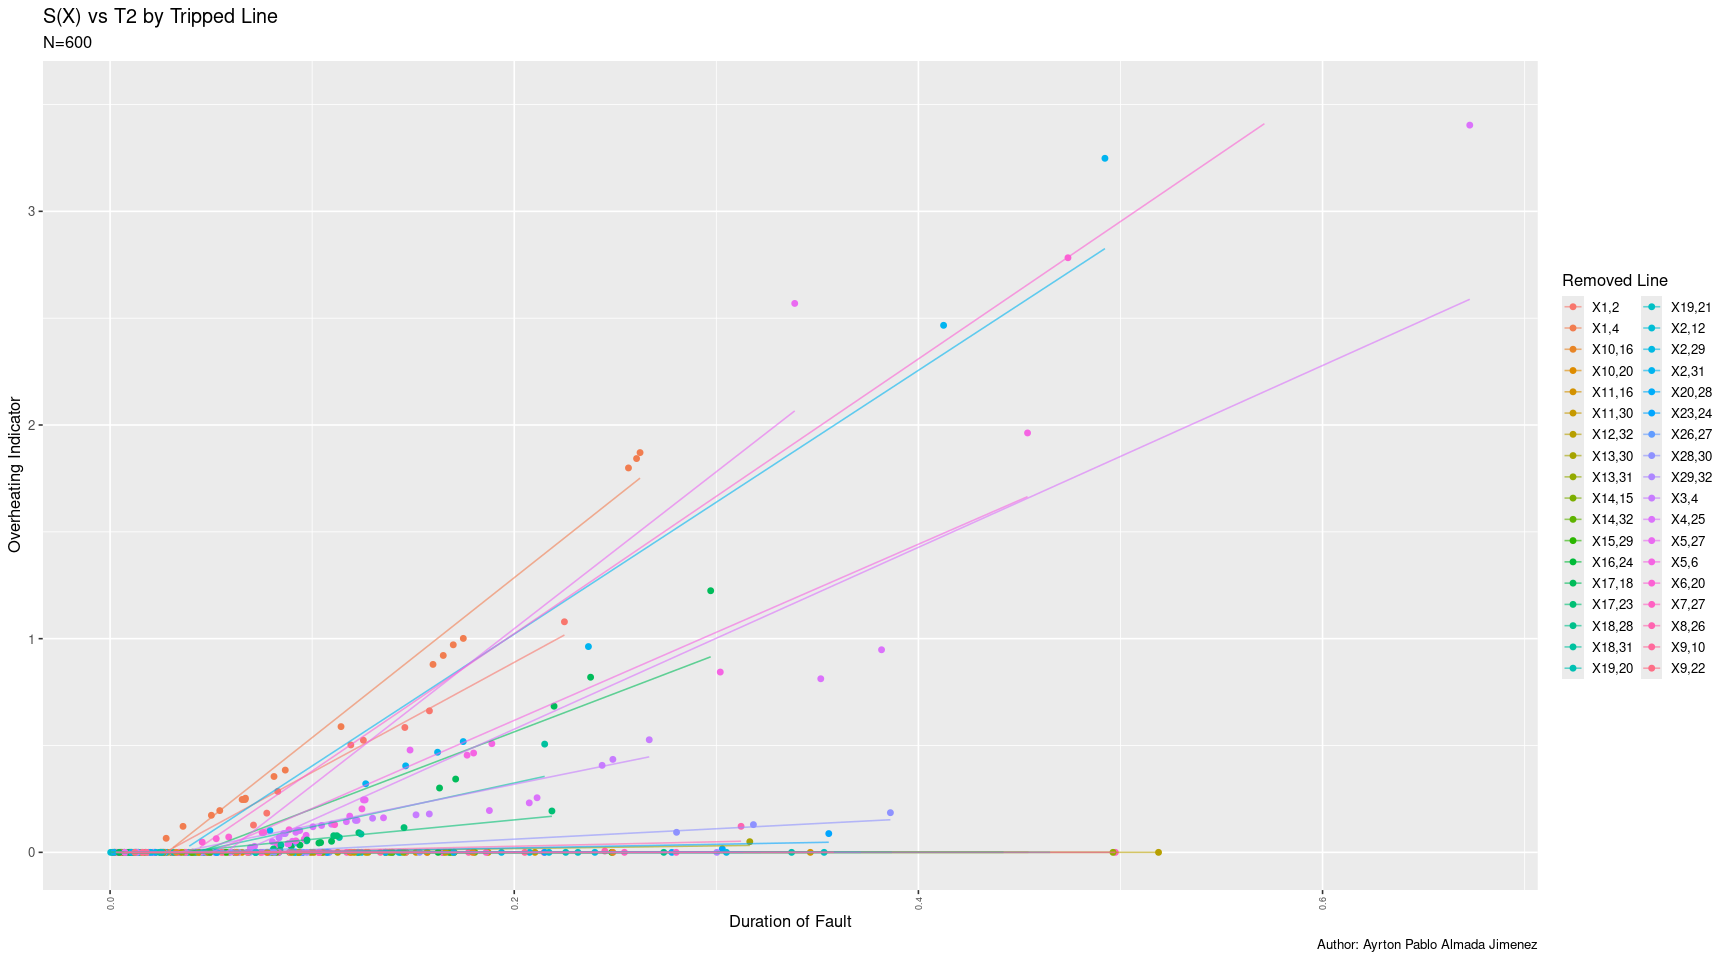 S(X) vs T2 by Tripped Line
N=600
Overheating Indicator
3
2
1
0
0.0
0.2
0.4
0.6
Duration of Fault
Removed Line
X1,2
X1,4
X10,16
X10,20
X11,16
X11,30
X12,32
X13,30
X13,31
X14,15
X14,32
X15,29
X16,24
X17,18
X17,23
X18,28
X18,31
X19,20
X19,21
X2,12
X2,29
X2,31
X20,28
X23,24
X26,27
X28,30
X29,32
X3,4
X4,25
X5,27
X5,6
X6,20
X7,27
X8,26
X9,10
X9,22
Author: Ayrton Pablo Almada Jimenez